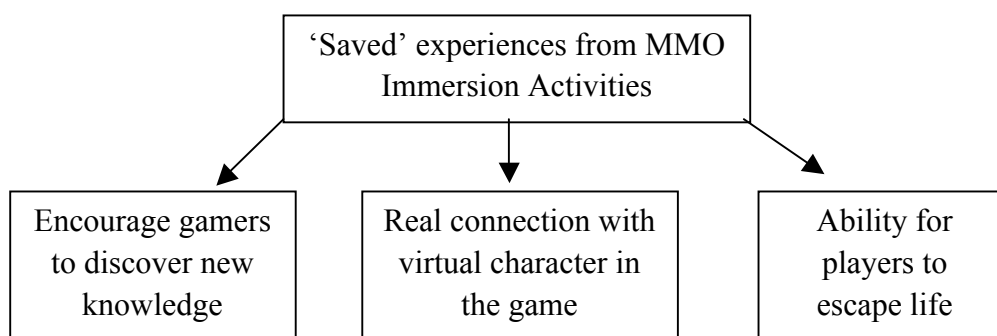 ‘Saved’ experiences from MMO
Immersion Activities
Encourage gamers
to discover new
knowledge
Real connection with
virtual character in
the game
Ability for
players to
escape life